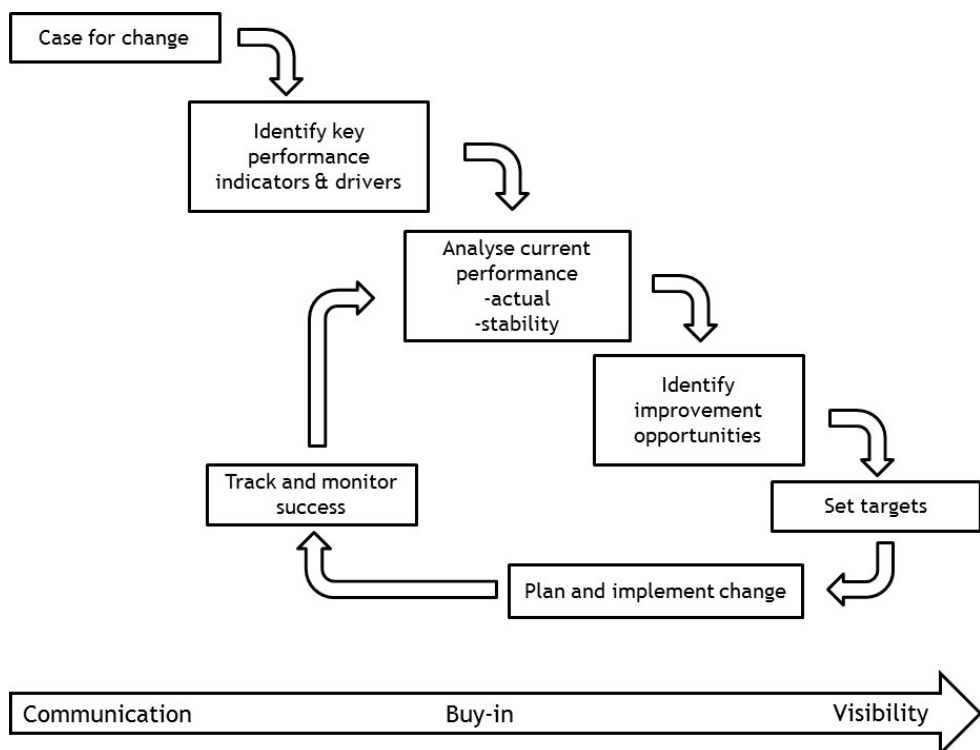 Case for change
Identify key
performance
indicators & drivers
Analyse current
performance
-actual
-stability
Identify
improvement
opportunities
Set targets
Plan and implement change
Track and monitor
success
Communication
Buy-in
Visibility